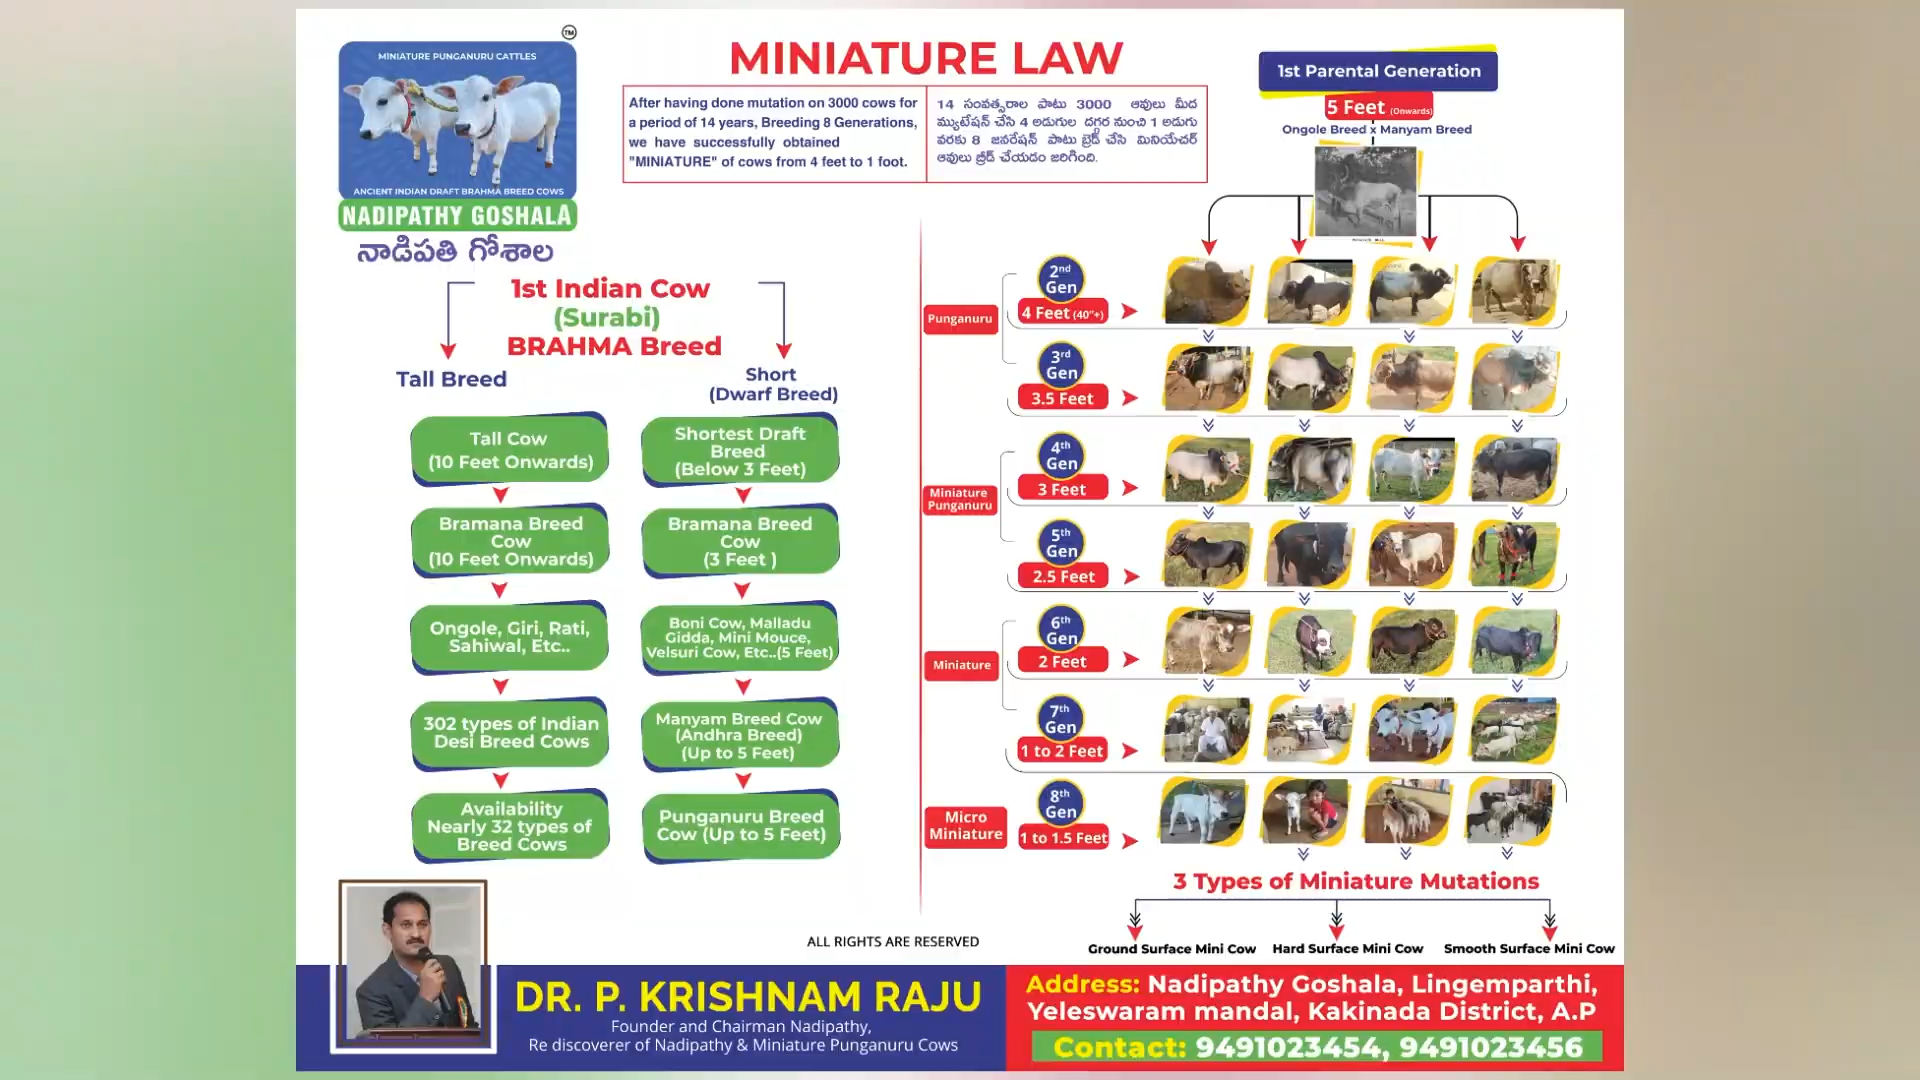 TM
MINIATURE PUNGANURU CATTLES
ANCIENT INDIAN DRAFT BRAHMA BREED COWS
NADIPATHY GOSHALA
నాడిపతి గోశాల
MINIATURE LAW
After having done mutation on 3000 cows for
a period of 14 years, Breeding 8 Generations,
we have successfully obtained
"MINIATURE" of cows from 4 feet to 1 foot.
14 సంవత్సరాల పాటు 3000 ఆవులు మీద
మ్యుటేషన్ చేసి 4 అడుగుల దగ్గర నుంచి 1 అడుగు
వరకు 8 జనరేషన్ పాటు బ్రీడ్ చేసి మినియేచర్
ఆవులు బ్రీడ్ చేయడం జరిగింది.
1st Indian Cow
(Surabi)
BRAHMA Breed
Tall Breed
Tall Cow
(10 Feet Onwards)
Bramana Breed
Cow
(10 Feet Onwards)
Ongole, Giri, Rati,
Sahiwal, Etc..
302 types of Indian
Desi Breed Cows
Availability
Nearly 32 types of
Breed Cows
Short
(Dwarf Breed)
Shortest Draft
Breed
(Below 3 Feet)
Bramana Breed
Cow
(3 Feet )
Boni Cow, Malladu
Gidda, Mini Mouce,
Velsuri Cow, Etc..(5 Feet)
Manyam Breed Cow
(Andhra Breed)
(Up to 5 Feet)
Punganuru Breed
Cow (Up to 5 Feet)
1st Parental Generation
5 Feet (Onwards)
Ongole Breed x Manyam Breed
Punganuru
2nd
Gen
4 Feet (40"+)
3rd
Gen
3.5 Feet
Miniature
Punganuru
4th
Gen
3 Feet
5th
Gen
2.5 Feet
Miniature
6th
Gen
2 Feet
7th
Gen
1 to 2 Feet
Micro
Miniature
8th
Gen
1 to 1.5 Feet
3 Types of Miniature Mutations
Ground Surface Mini Cow
Hard Surface Mini Cow
Smooth Surface Mini Cow
ALL RIGHTS ARE RESERVED
DR. P. KRISHNAM RAJU
Founder and Chairman Nadipathy,
Re discoverer of Nadipathy & Miniature Punganuru Cows
Address: Nadipathy Goshala, Lingemparthi,
Yeleswaram mandal, Kakinada District, A.P
Contact: 9491023454, 9491023456